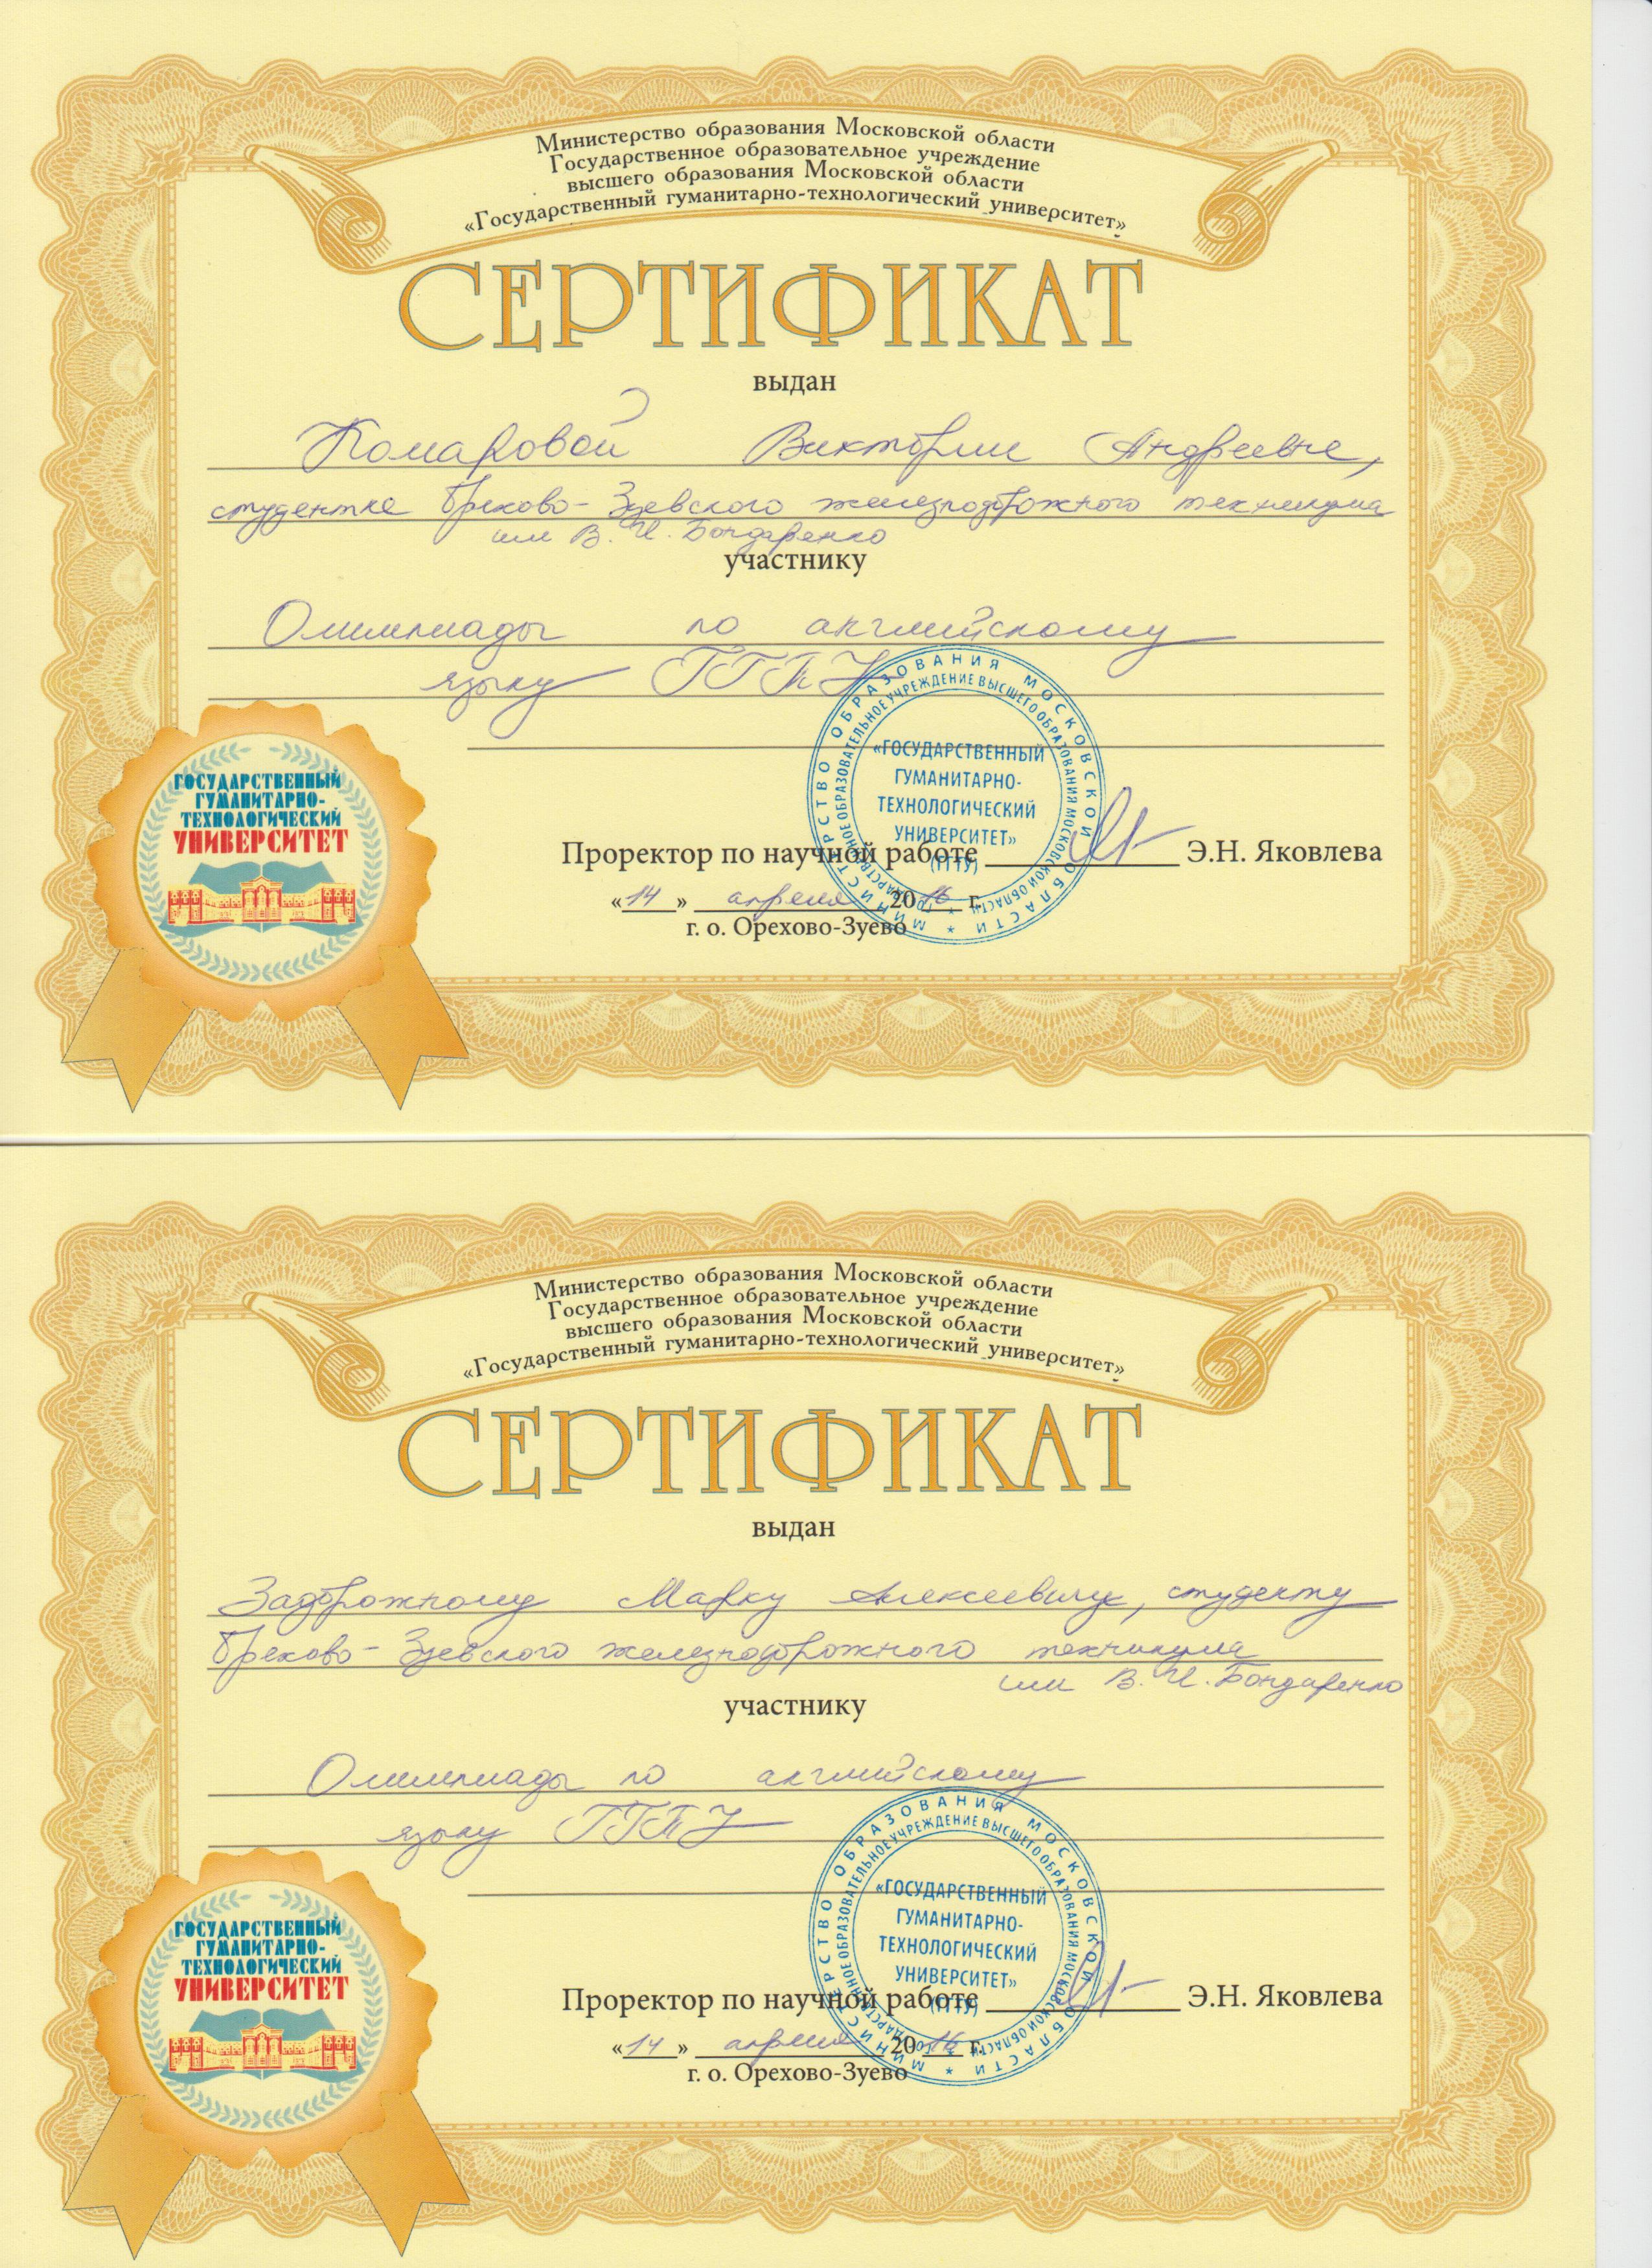 Министерство образования Московской области
Государственное образовательное учреждение
высшего образования Московской области
«Государственный гуманитарно-технологический университет»
СЕРТИФИКАТ
выдан
Комаровой Виктории Андреевне,
студентке Орехово-Зуевского железнодорожного техникума
им В. И. Бондаренко
участнику
Олимпиады по английскому
языку ГГТУ
МИНИСТЕРСТВО ОБРАЗОВАНИЯ МОСКОВСКОЙ ОБЛАСТИ
ГОСУДАРСТВЕННОЕ ОБРАЗОВАТЕЛЬНОЕ УЧРЕЖДЕНИЕ ВЫСШЕГО ОБРАЗОВАНИЯ МОСКОВСКОЙ ОБЛАСТИ
«ГОСУДАРСТВЕННЫЙ
ГУМАНИТАРНО-
ТЕХНОЛОГИЧЕСКИЙ
УНИВЕРСИТЕТ»
(ГГТУ)
ГОСУДАРСТВЕННЫЙ
ГУМАНИТАРНО-
ТЕХНОЛОГИЧЕСКИЙ
УНИВЕРСИТЕТ
Проректор по научной работе Э.Н. Яковлева
«14» апреля 2016 г.
г. о. Орехово-Зуево
Министерство образования Московской области
Государственное образовательное учреждение
высшего образования Московской области
«Государственный гуманитарно-технологический университет»
СЕРТИФИКАТ
выдан
Задорожному Марку Алексеевичу, студенту
Орехово-Зуевского железнодорожного техникума
им В. И. Бондаренко
участнику
Олимпиады по английскому
языку ГГТУ
МИНИСТЕРСТВО ОБРАЗОВАНИЯ МОСКОВСКОЙ ОБЛАСТИ
ГОСУДАРСТВЕННОЕ ОБРАЗОВАТЕЛЬНОЕ УЧРЕЖДЕНИЕ ВЫСШЕГО ОБРАЗОВАНИЯ МОСКОВСКОЙ ОБЛАСТИ
«ГОСУДАРСТВЕННЫЙ
ГУМАНИТАРНО-
ТЕХНОЛОГИЧЕСКИЙ
УНИВЕРСИТЕТ»
(ГГТУ)
ГОСУДАРСТВЕННЫЙ
ГУМАНИТАРНО-
ТЕХНОЛОГИЧЕСКИЙ
УНИВЕРСИТЕТ
Проректор по научной работе Э.Н. Яковлева
«14» апреля 2016 г.
г. о. Орехово-Зуево